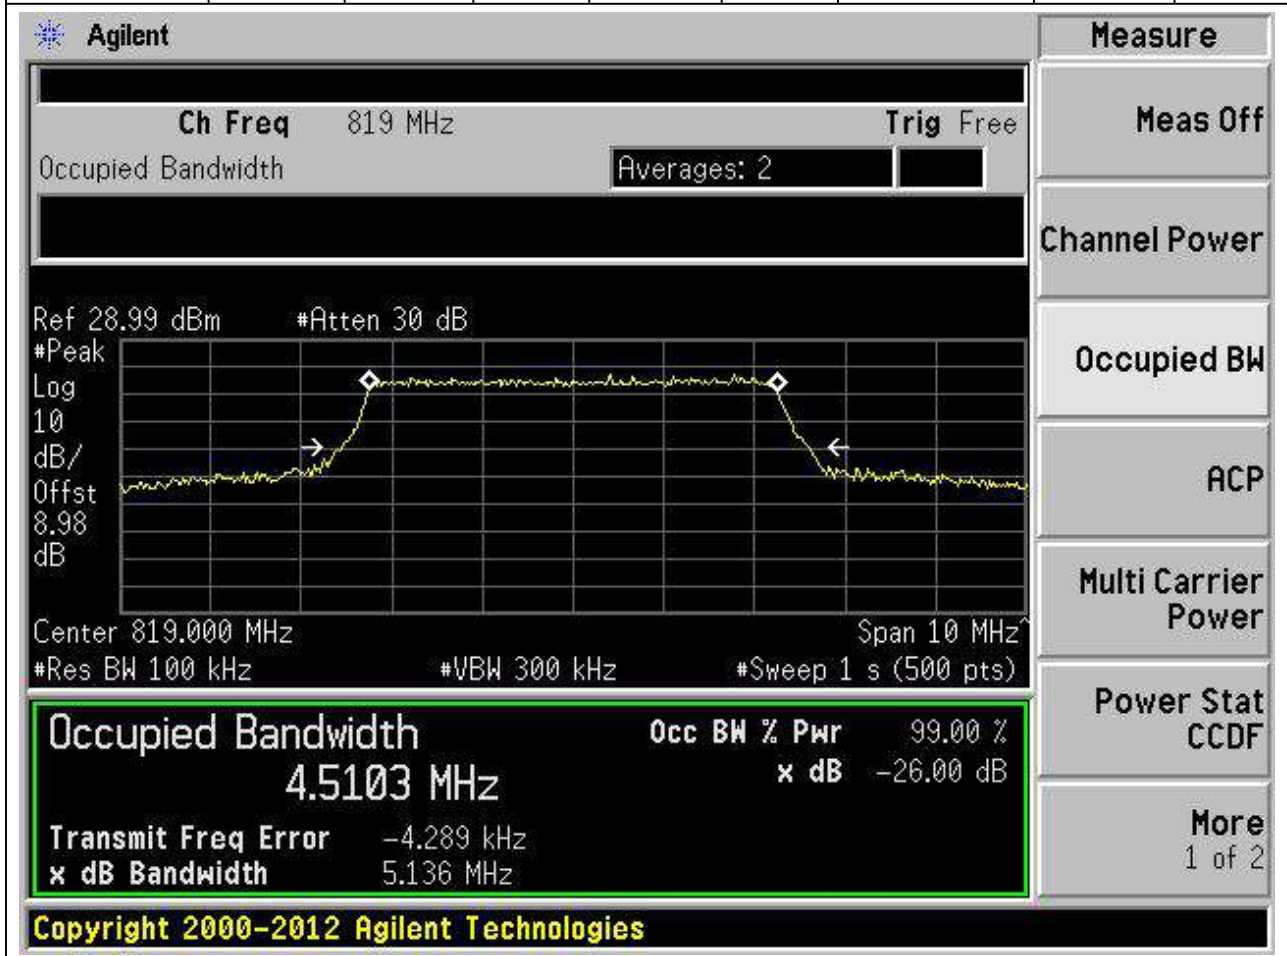 Agilent
Measure
Ch Freq 819 MHz Trig Free
Meas Off
Occupied Bandwidth Averages: 2
Channel Power
Ref 28.99 dBm #Atten 30 dB
#Peak
Log
10
dB/
Offst
8.98
dB
Occupied BW
ACP
Multi Carrier
Power
Center 819.000 MHz Span 10 MHz^
#Res BW 100 kHz #VBW 300 kHz #Sweep 1 s (500 pts)
Power Stat
CCDF
Occupied Bandwidth Occ BW % Pwr 99.00 %
4.5103 MHz x dB -26.00 dB
Transmit Freq Error -4.289 kHz
x dB Bandwidth 5.136 MHz
More
1 of 2
Copyright 2000-2012 Agilent Technologies